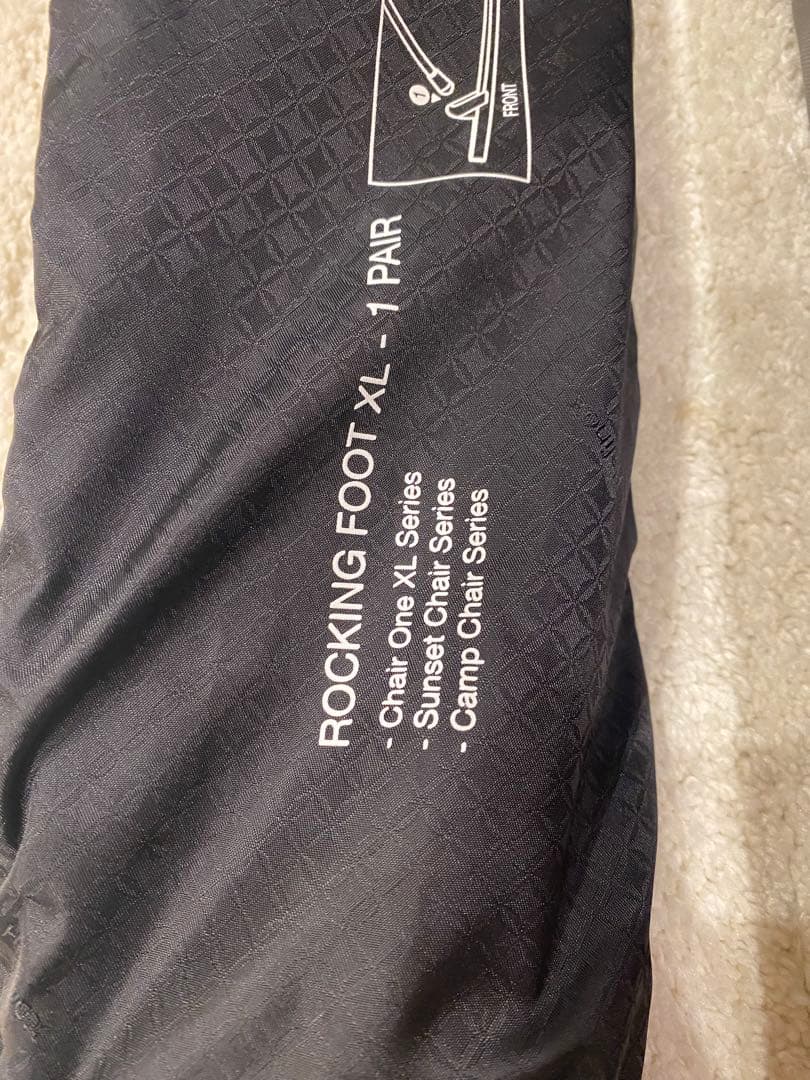 1
FRONT
ROCKING FOOT XL - 1 PAIR
- Chair One XL Series
- Sunset Chair Series
- Camp Chair Series